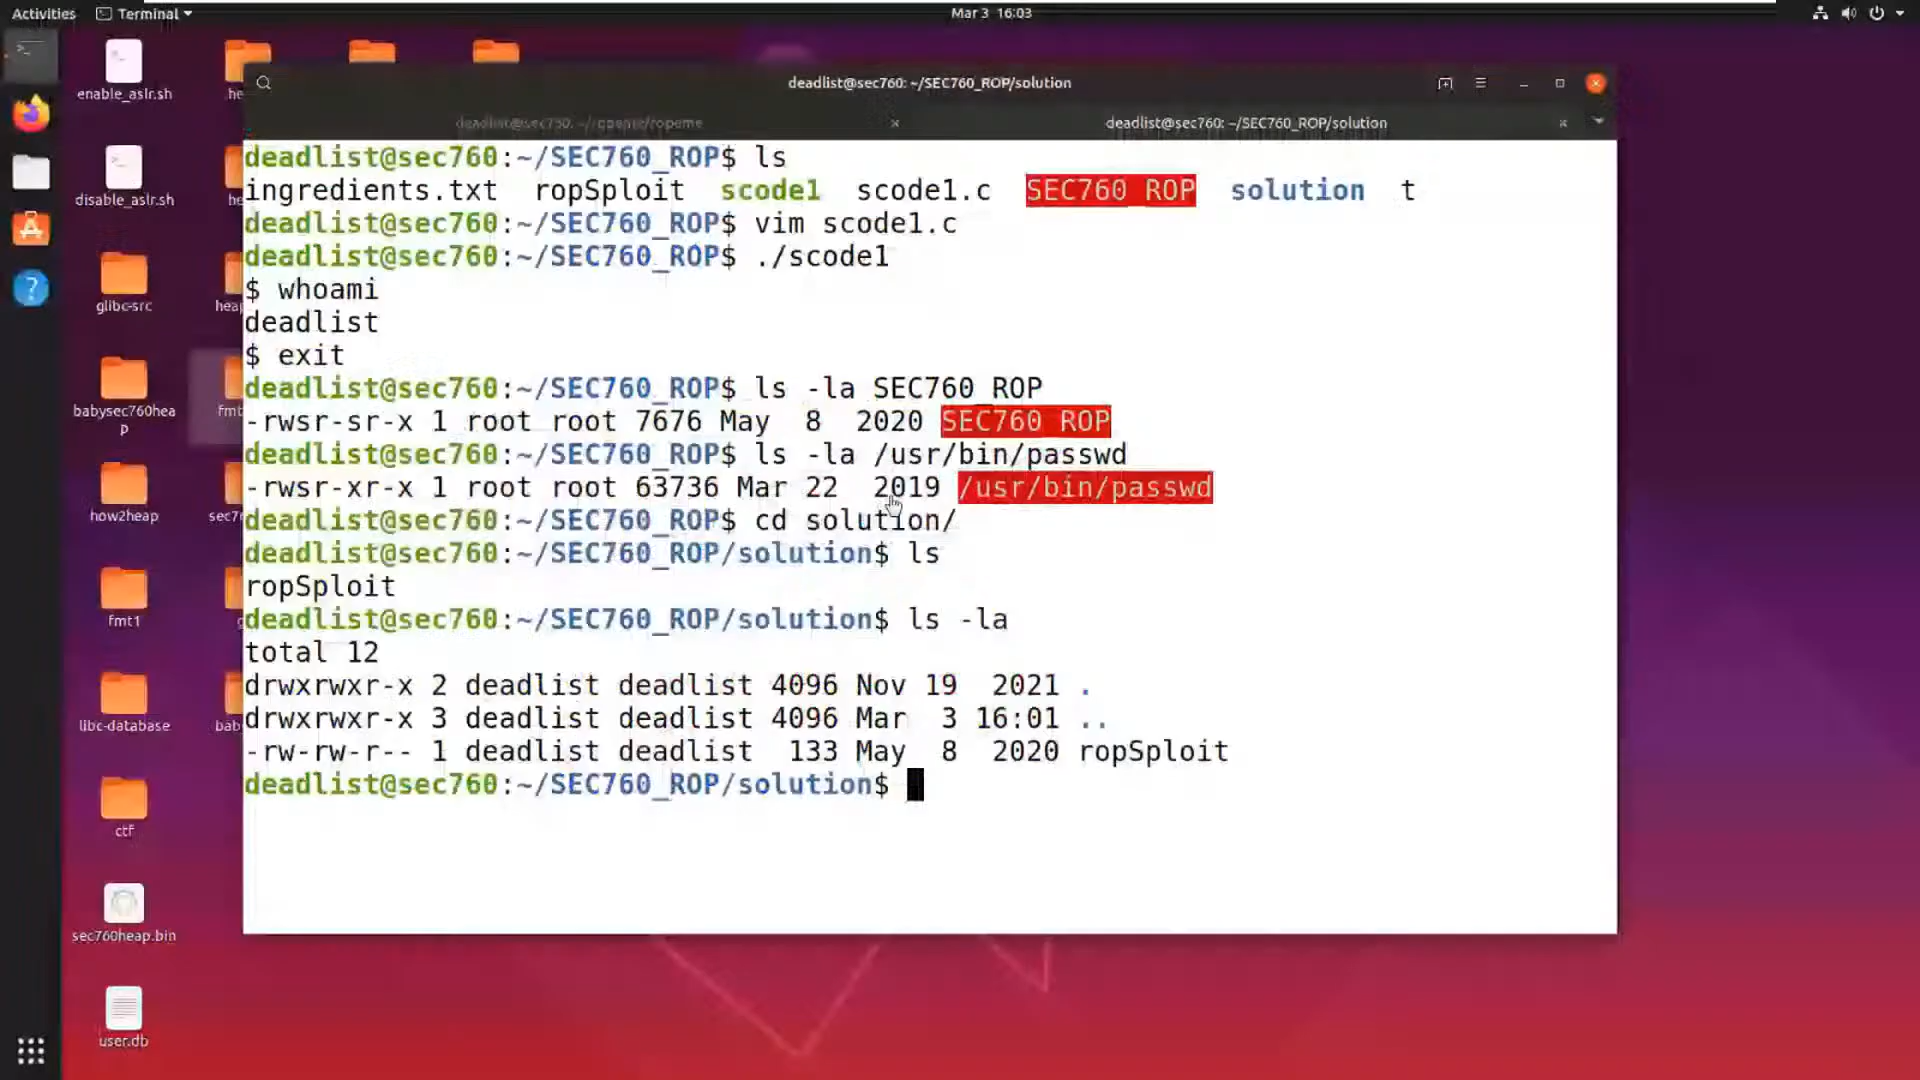 Activities Terminal Mar 3 16:03
deadlist@sec760: ~/SEC760_ROP/solution
deadlist@sec760: ~/SEC760_ROP/solution
enable_aslr.sh
disable_aslr.sh
glibc-src
babysec760hea
p
how2heap
fmt1
libc-database
ctf
sec760heap.bin
user.db
deadlist@sec760:~/SEC760_ROP$ ls
ingredients.txt ropSploit scode1 scode1.c SEC760_ROP solution t
deadlist@sec760:~/SEC760_ROP$ vim scode1.c
deadlist@sec760:~/SEC760_ROP$ ./scode1
$ whoami
deadlist
$ exit
deadlist@sec760:~/SEC760_ROP$ ls -la SEC760_ROP
-rwsr-sr-x 1 root root 7676 May 8 2020 SEC760_ROP
deadlist@sec760:~/SEC760_ROP$ ls -la /usr/bin/passwd
-rwsr-xr-x 1 root root 63736 Mar 22 2019 /usr/bin/passwd
deadlist@sec760:~/SEC760_ROP$ cd solution/
deadlist@sec760:~/SEC760_ROP/solution$ ls
ropSploit
deadlist@sec760:~/SEC760_ROP/solution$ ls -la
total 12
drwxrwxr-x 2 deadlist deadlist 4096 Nov 19 2021 .
drwxrwxr-x 3 deadlist deadlist 4096 Mar 3 16:01 ..
-rw-rw-r-- 1 deadlist deadlist 133 May 8 2020 ropSploit
deadlist@sec760:~/SEC760_ROP/solution$